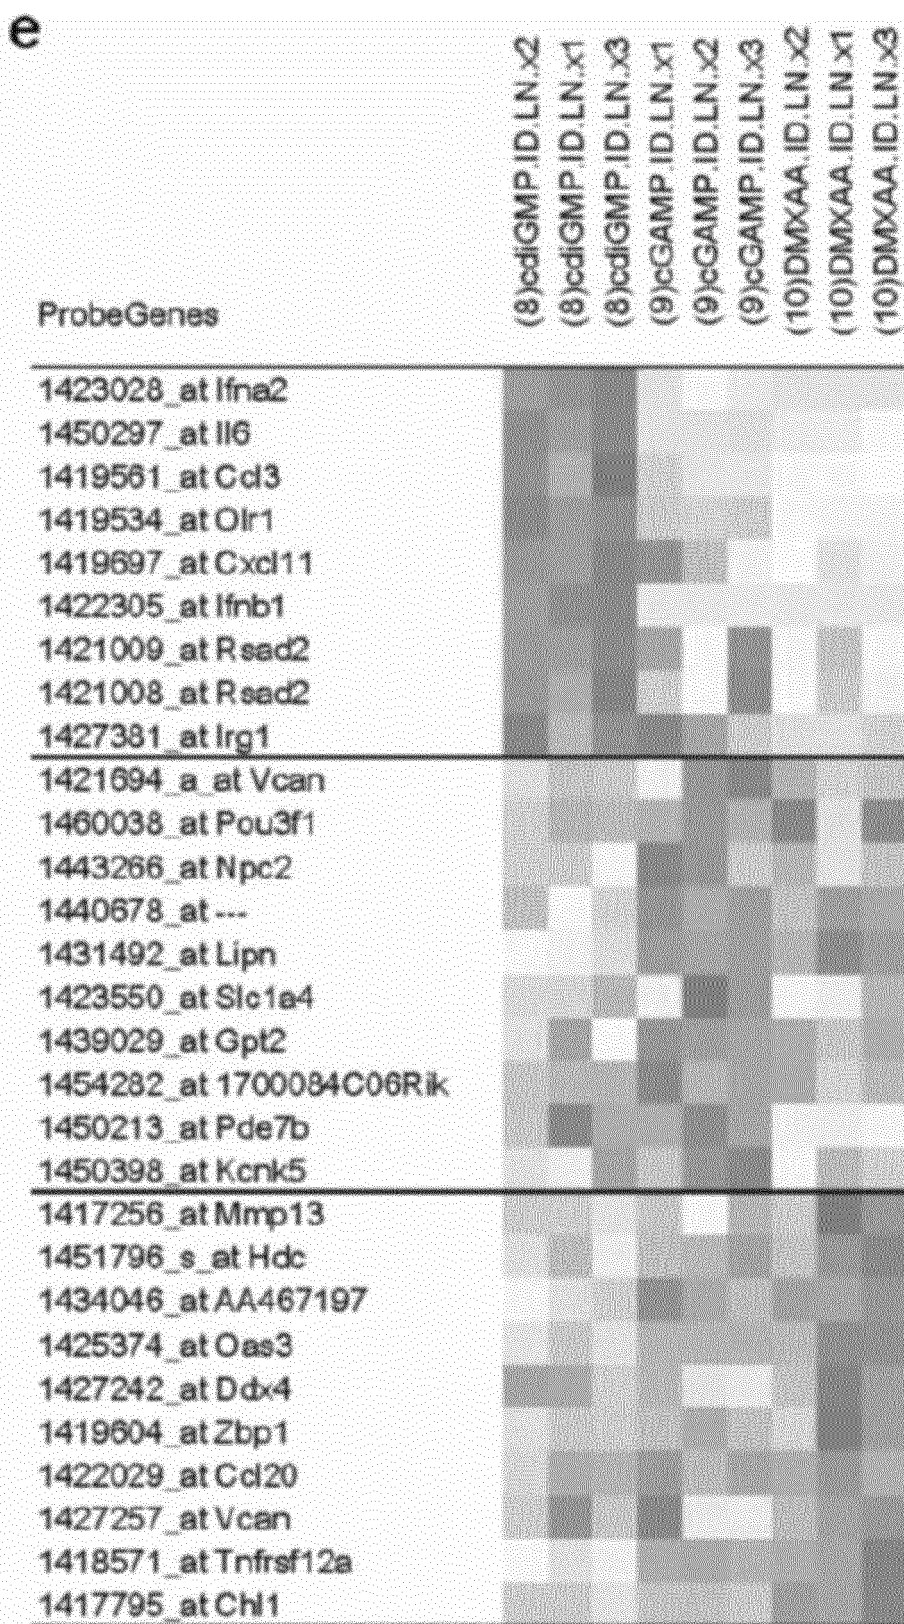 e
(8)cdiGMP.ID.LN.x2
(8)cdiGMP.ID.LN.x1
(8)cdiGMP.ID.LN.x3
(9)cGAMP.ID.LN.x1
(9)cGAMP.ID.LN.x2
(9)cGAMP.ID.LN.x3
(10)DMXAA.ID.LN.x2
(10)DMXAA.ID.LN.x1
(10)DMXAA.ID.LN.x3
ProbeGenes
1423028_at Ifna2
1450297_at Il6
1419561_at Ccl3
1419534_at Olr1
1419697_at Cxcl11
1422305_at Ifnb1
1421009_at Rsad2
1421008_at Rsad2
1427381_at Irg1
1421694_a_at Vcan
1460038_at Pou3f1
1443266_at Npc2
1440678_at ---
1431492_at Lipn
1423550_at Slc1a4
1439029_at Gpt2
1454282_at 1700084C06Rik
1450213_at Pde7b
1450398_at Kcnk5
1417256_at Mmp13
1451796_s_at Hdc
1434046_at AA467197
1425374_at Oas3
1427242_at Ddx4
1419604_at Zbp1
1422029_at Ccl20
1427257_at Vcan
1418571_at Tnfrsf12a
1417795_at Chl1